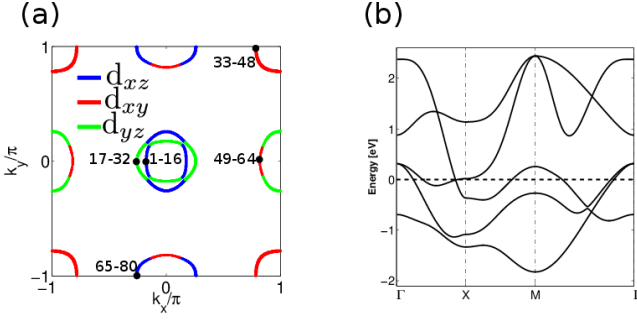 (a)
(b)
1
33-48
d_xz
d_xy
d_yz
k_y/π
0
17-32
1-16
49-64
65-80
−1
−1
0
1
k_x/π
Energy [eV]
2
1
0
−1
−2
Γ
X
M